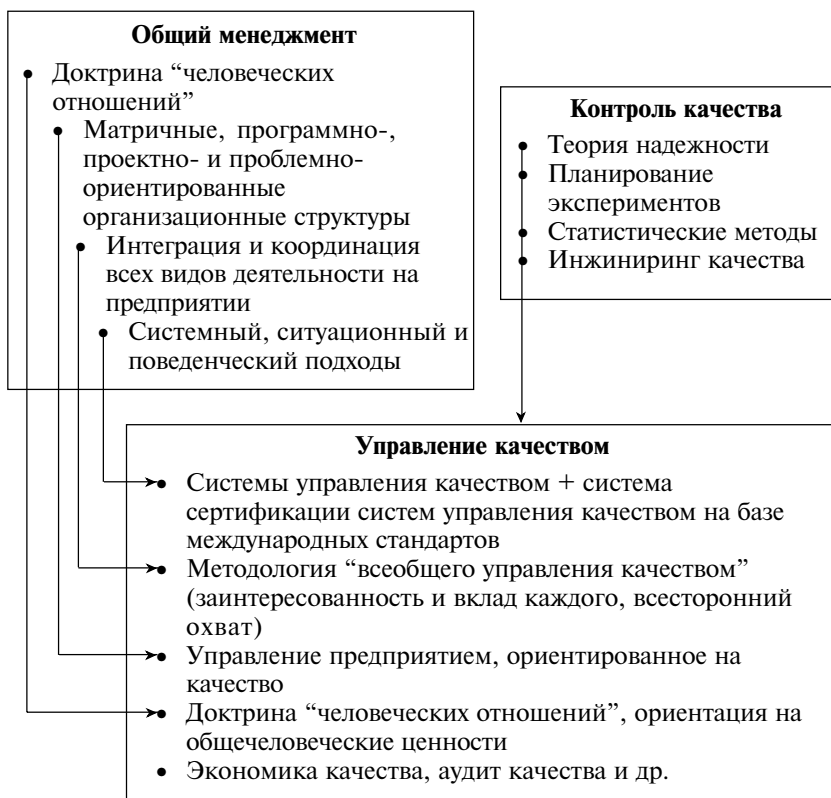 Общий менеджмент
• Доктрина “человеческих
отношений”
• Матричные, программно-,
проектно- и проблемно-
ориентированные
организационные структуры
• Интеграция и координация
всех видов деятельности на
предприятии
• Системный, ситуационный и
поведенческий подходы
Контроль качества
• Теория надежности
• Планирование
экспериментов
• Статистические методы
• Инжиниринг качества
Управление качеством
• Системы управления качеством + система
сертификации систем управления качеством на базе
международных стандартов
• Методология “всеобщего управления качеством”
(заинтересованность и вклад каждого, всесторонний
охват)
• Управление предприятием, ориентированное на
качество
• Доктрина “человеческих отношений”, ориентация на
общечеловеческие ценности
• Экономика качества, аудит качества и др.